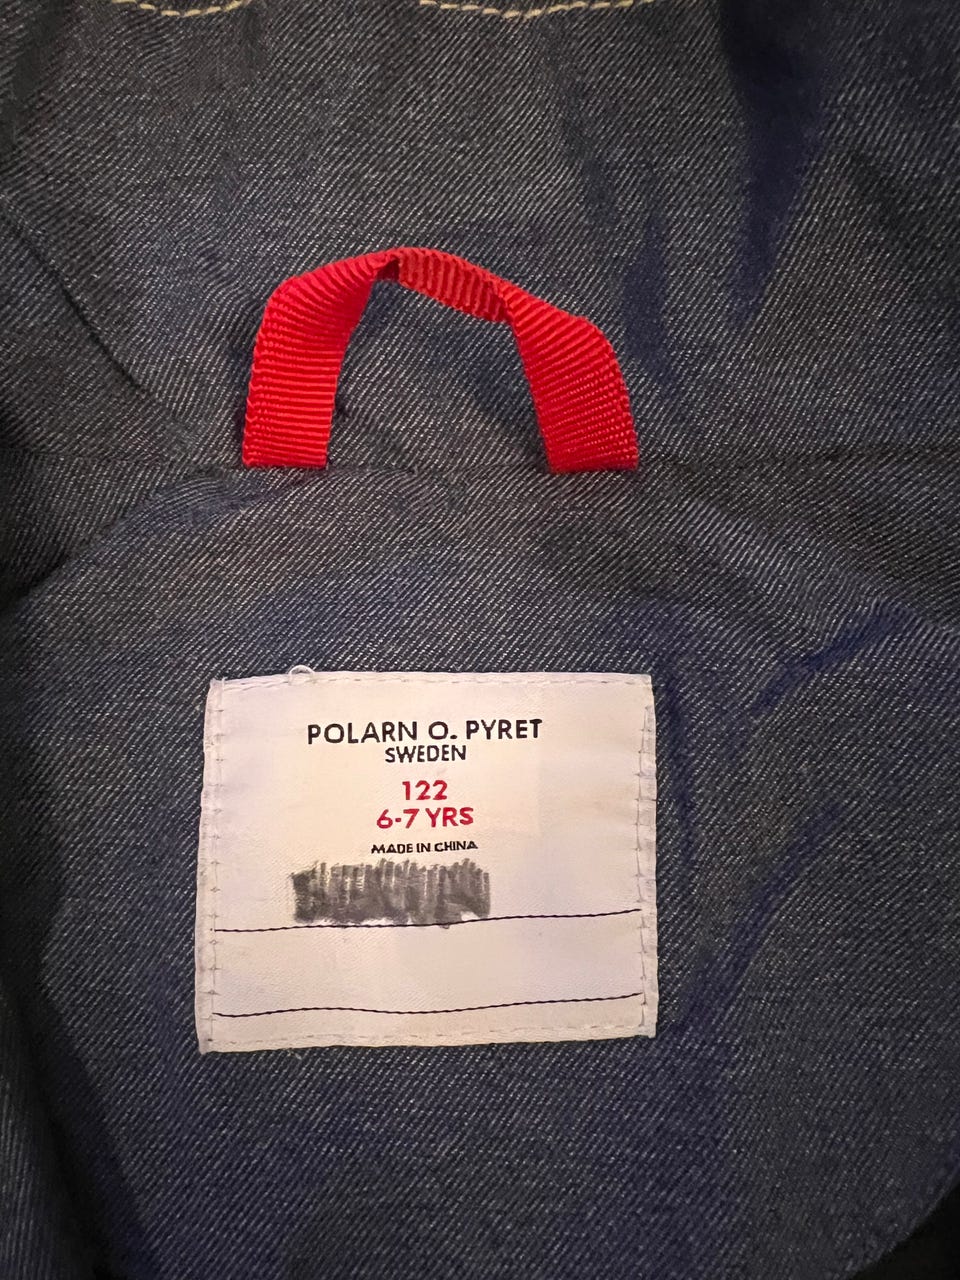 POLARN O. PYRET
SWEDEN
122
6-7 YRS
MADE IN CHINA